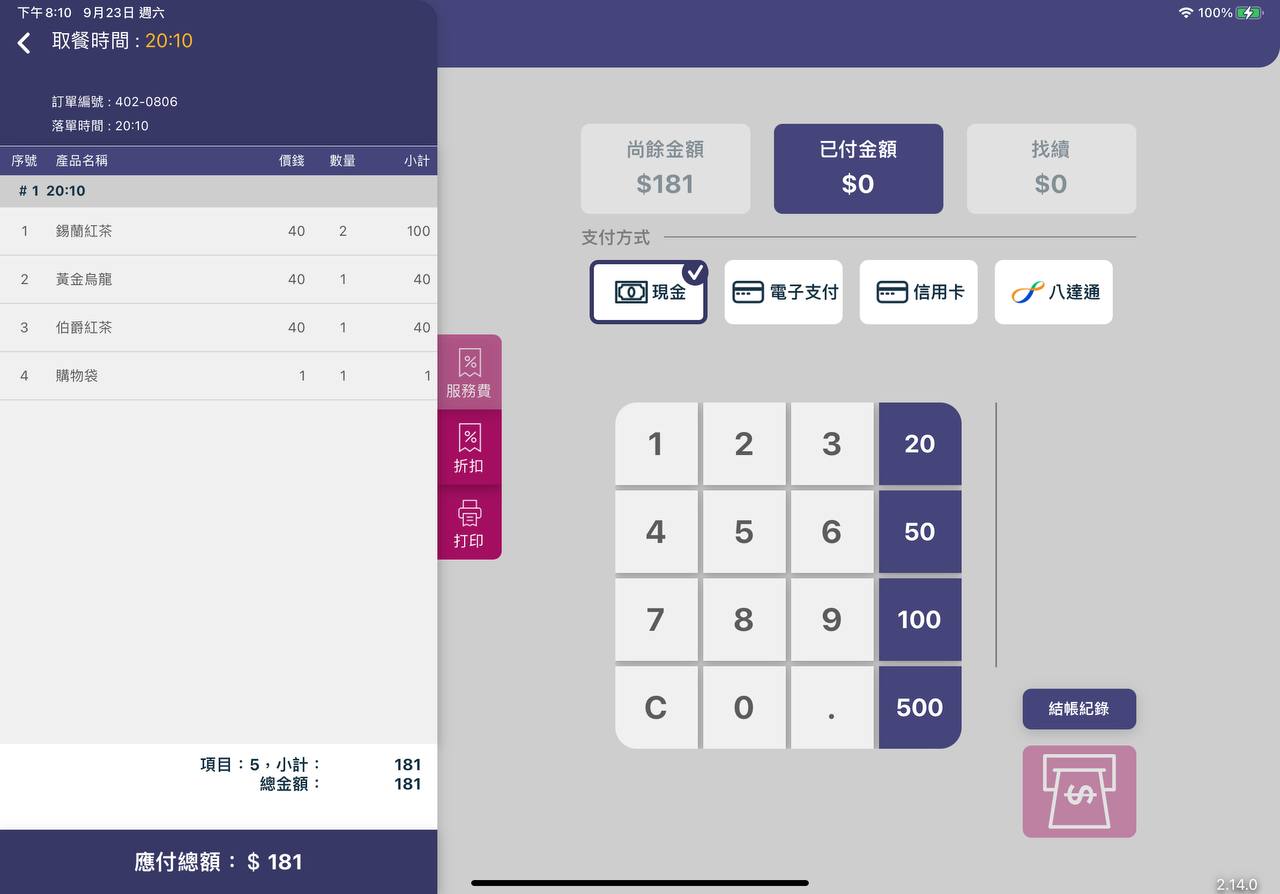 下午8:10 9月23日 週六
100%
取餐時間 : 20:10
訂單編號 : 402-0806
落單時間 : 20:10
序號 產品名稱 價錢 數量 小計
# 1 20:10
1 錫蘭紅茶 40 2 100
2 黃金烏龍 40 1 40
3 伯爵紅茶 40 1 40
4 購物袋 1 1 1
項目：5，小計： 181
總金額： 181
應付總額： $ 181
服務費
折扣
打印
尚餘金額 已付金額 找續
$181 $0 $0
支付方式
現金 電子支付 信用卡 八達通
1 2 3 20
4 5 6 50
7 8 9 100
C 0 . 500
結帳紀錄
$
2.14.0